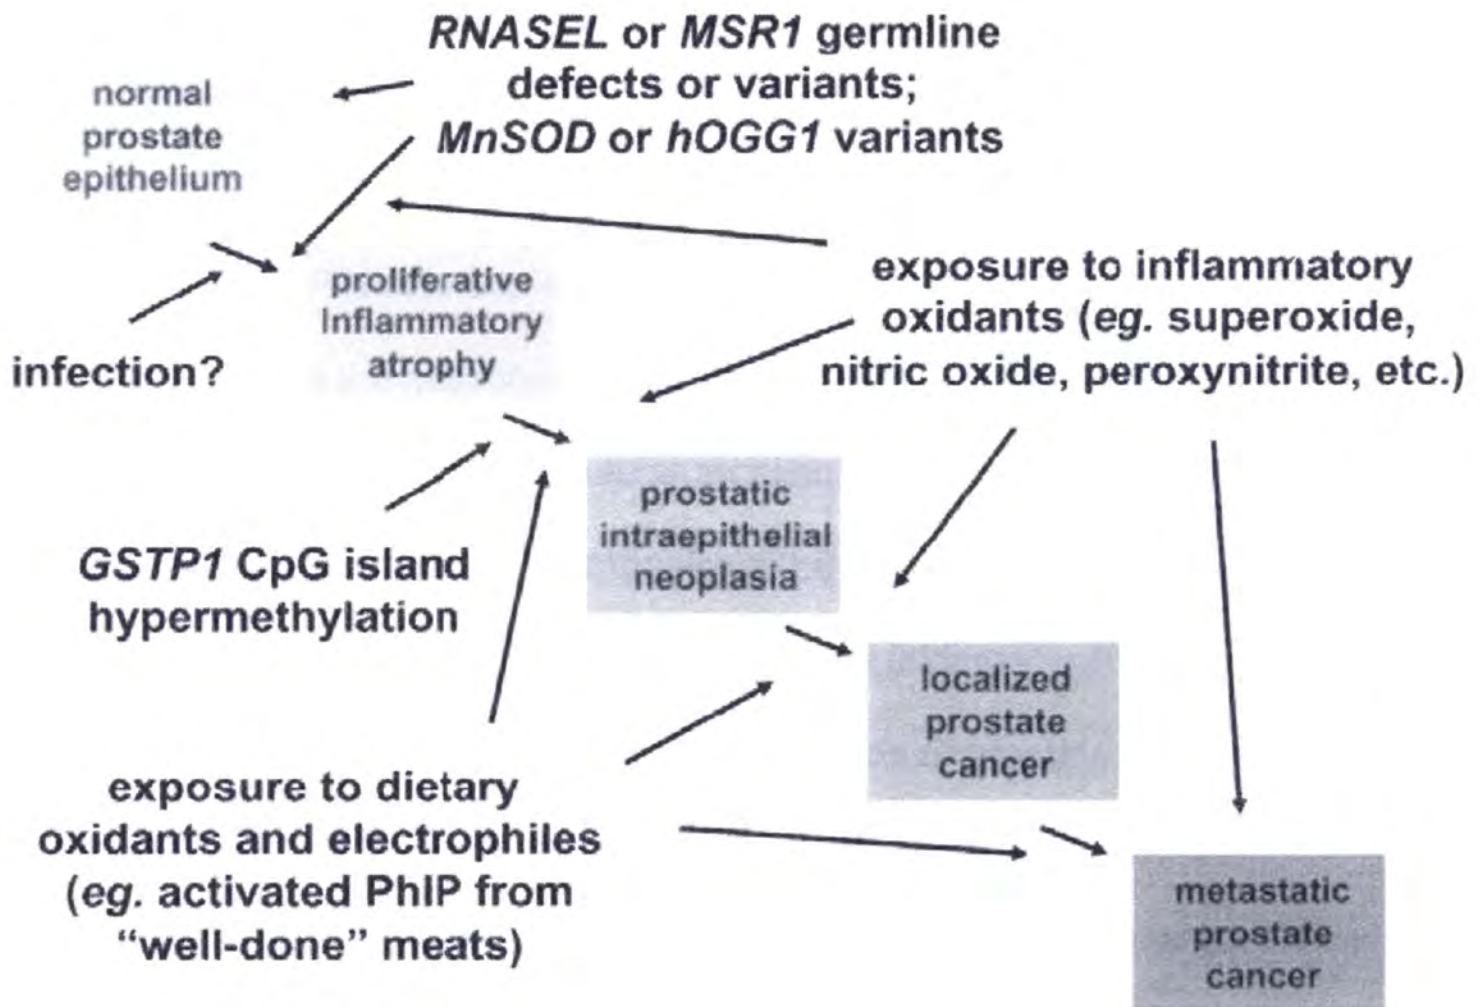 RNASEL or MSR1 germline
defects or variants;
MnSOD or hOGG1 variants
normal
prostate
epithelium
proliferative
Inflammatory
atrophy
exposure to inflammatory
oxidants (eg. superoxide,
nitric oxide, peroxynitrite, etc.)
infection?
prostatic
intraepithelial
neoplasia
GSTP1 CpG island
hypermethylation
localized
prostate
cancer
exposure to dietary
oxidants and electrophiles
(eg. activated PhIP from
“well-done” meats)
metastatic
prostate
cancer